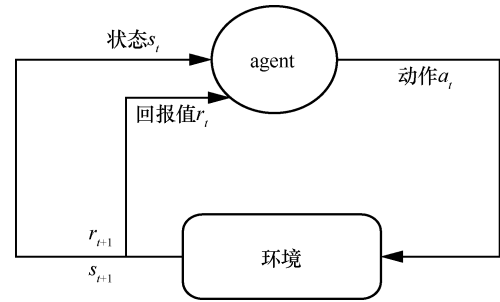 状态s_t
agent
动作a_t
回报值r_t
r_{t+1}
s_{t+1}
环境